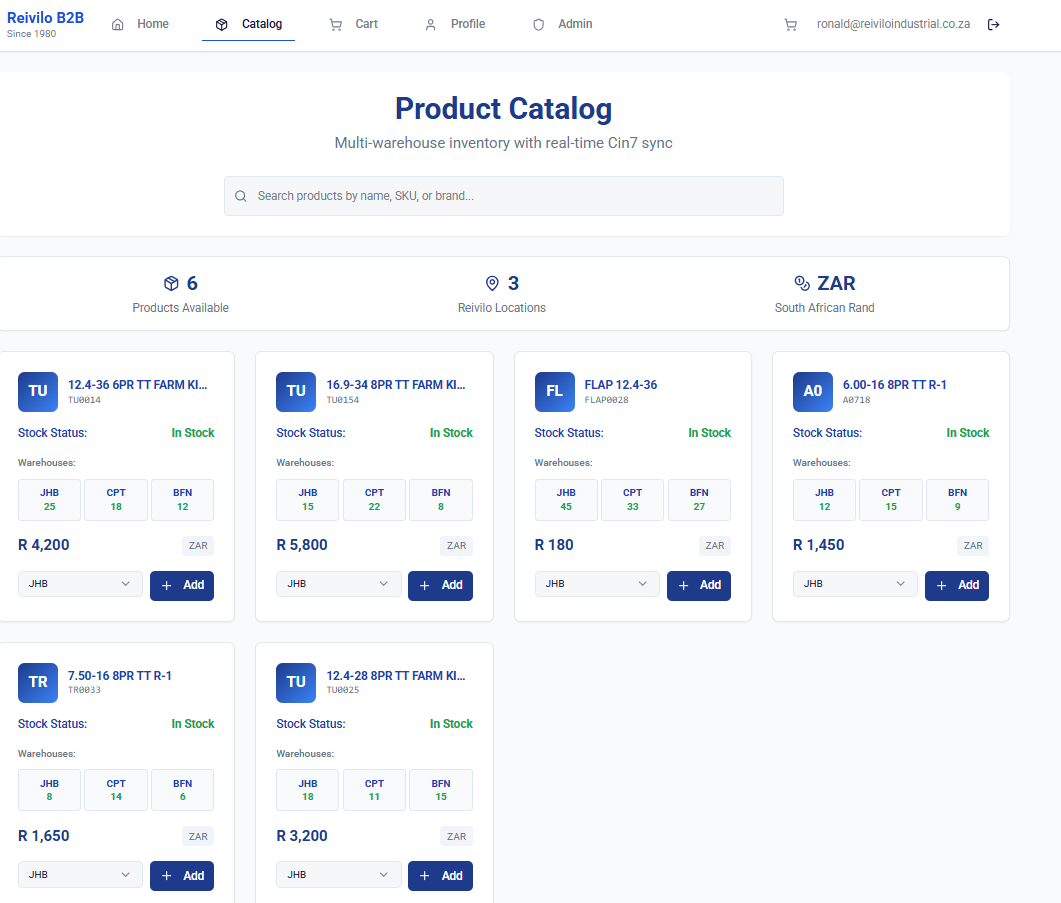 Reivilo B2B
Since 1980
Home
Catalog
Cart
Profile
Admin
ronald@reiviloindustrial.co.za
Product Catalog
Multi-warehouse inventory with real-time Cin7 sync
Search products by name, SKU, or brand...
6
Products Available
3
Reivilo Locations
ZAR
South African Rand
TU
12.4-36 6PR TT FARM KI...
TU0014
Stock Status: In Stock
Warehouses:
JHB CPT BFN
25 18 12
R 4,200 ZAR
JHB + Add
TU
16.9-34 8PR TT FARM KI...
TU0154
Stock Status: In Stock
Warehouses:
JHB CPT BFN
15 22 8
R 5,800 ZAR
JHB + Add
FL
FLAP 12.4-36
FLAP0028
Stock Status: In Stock
Warehouses:
JHB CPT BFN
45 33 27
R 180 ZAR
JHB + Add
A0
6.00-16 8PR TT R-1
A0718
Stock Status: In Stock
Warehouses:
JHB CPT BFN
12 15 9
R 1,450 ZAR
JHB + Add
TR
7.50-16 8PR TT R-1
TR0033
Stock Status: In Stock
Warehouses:
JHB CPT BFN
8 14 6
R 1,650 ZAR
JHB + Add
TU
12.4-28 8PR TT FARM KI...
TU0025
Stock Status: In Stock
Warehouses:
JHB CPT BFN
18 11 15
R 3,200 ZAR
JHB + Add